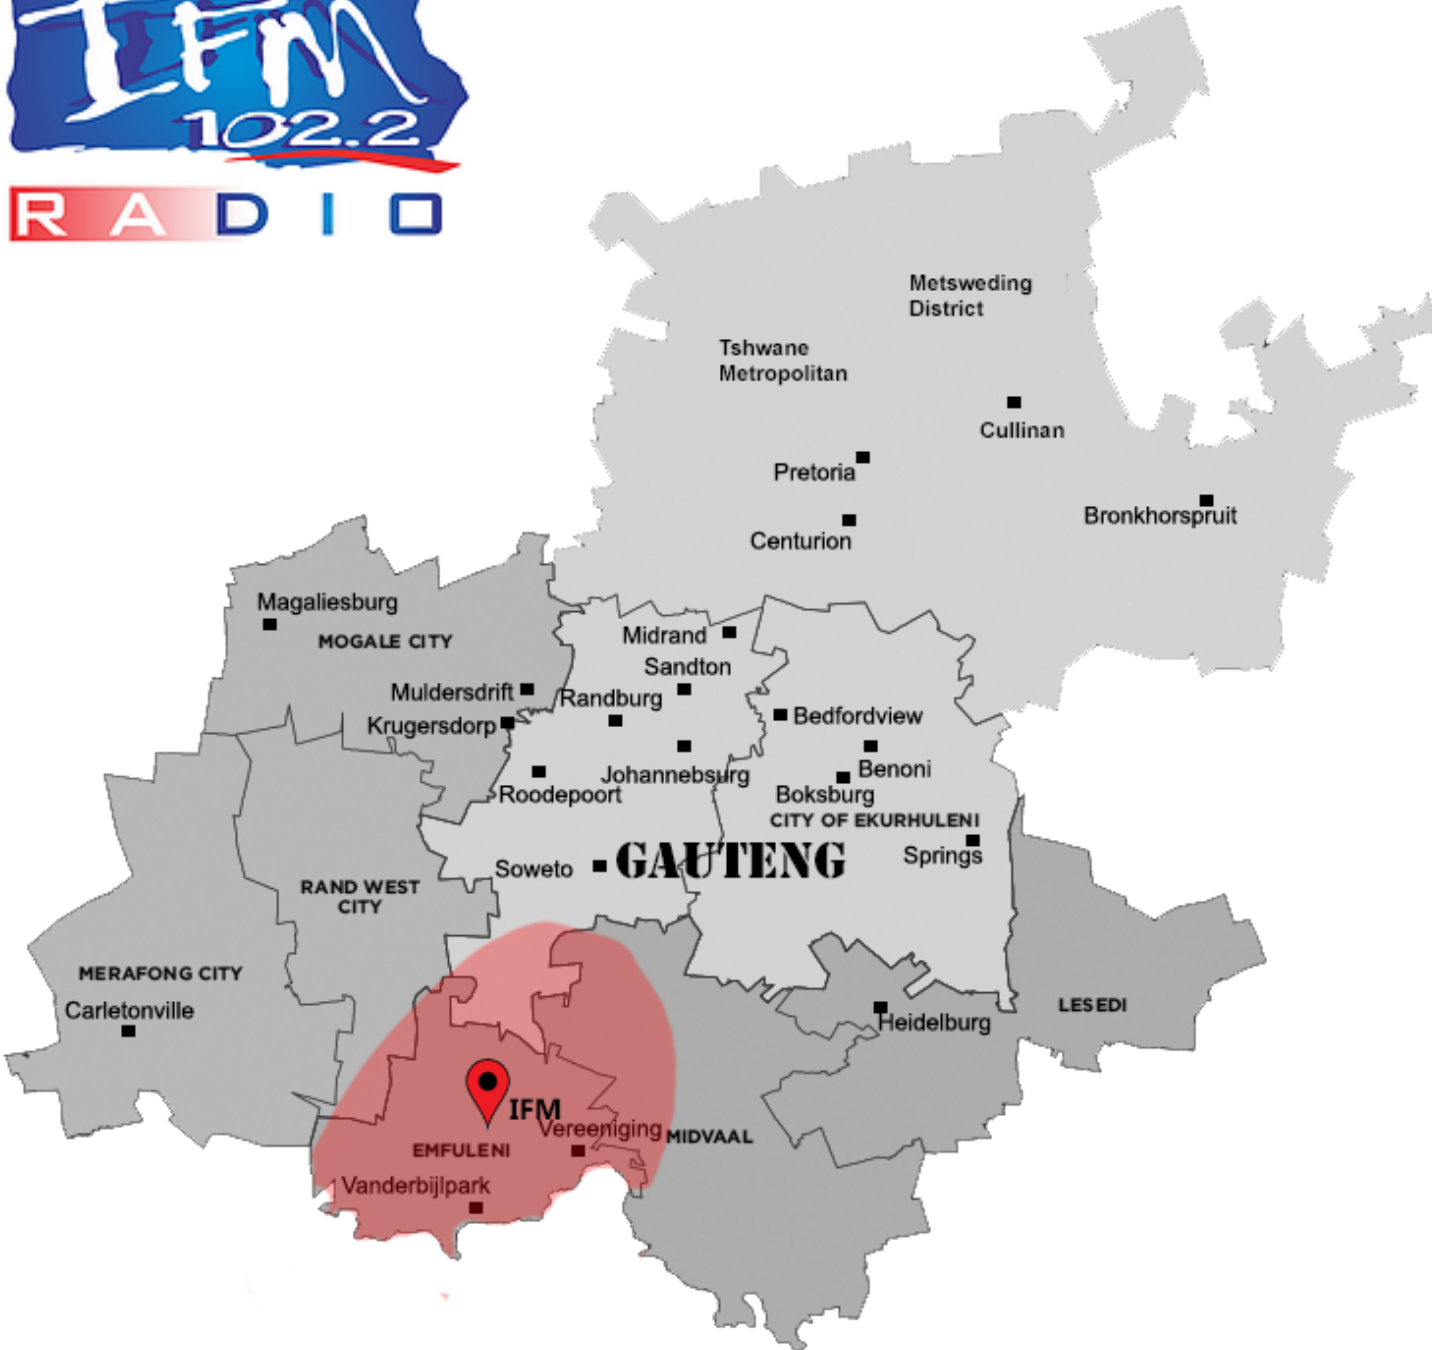 IFM
102.2
RADIO
Metsweding
District
Tshwane
Metropolitan
Cullinan
Pretoria
Bronkhorspruit
Centurion
Magaliesburg
MOGALE CITY
Midrand
Sandton
Muldersdrift
Randburg
Krugersdorp
Bedfordview
Benoni
Johannebsurg
Roodepoort
Boksburg
CITY OF EKURHULENI
Springs
GAUTENG
Soweto
RAND WEST
CITY
MERAFONG CITY
Carletonville
LESEDI
Heidelburg
IFM
Vereeniging
MIDVAAL
EMFULENI
Vanderbijlpark